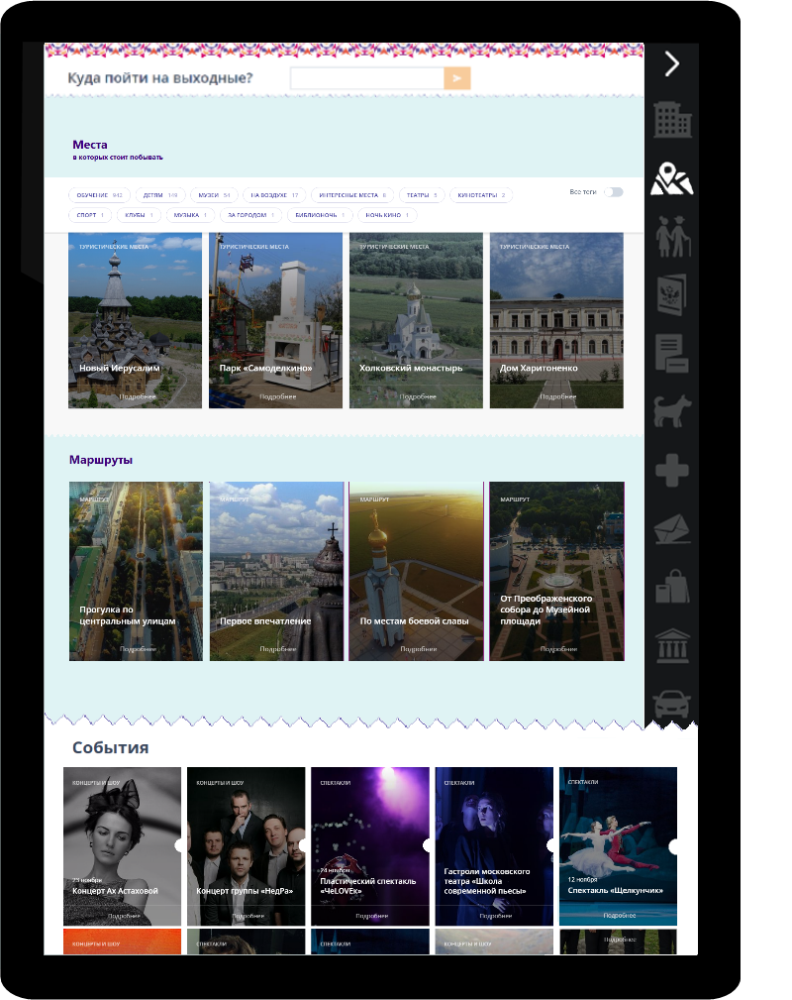 Куда пойти на выходные?
Места
в которых стоит побывать
ОБУЧЕНИЕ 942 ДЕТЯМ 149 МУЗЕИ 54 НА ВОЗДУХЕ 17 ИНТЕРЕСНЫЕ МЕСТА 8 ТЕАТРЫ 5 КИНОТЕАТРЫ 2 Все теги
СПОРТ 1 КЛУБЫ 1 МУЗЫКА 1 ЗА ГОРОДОМ 1 БИБЛИОНОЧЬ 1 НОЧЬ КИНО 1
ТУРИСТИЧЕСКИЕ МЕСТА ТУРИСТИЧЕСКИЕ МЕСТА ТУРИСТИЧЕСКИЕ МЕСТА ТУРИСТИЧЕСКИЕ МЕСТА
Новый Иерусалим Парк «Самоделкино» Холковский монастырь Дом Харитоненко
Подробнее Подробнее Подробнее Подробнее
Маршруты
МАРШРУТ МАРШРУТ МАРШРУТ МАРШРУТ
Прогулка по
центральным улицам
Первое впечатление
По местам боевой славы
От Преображенского
собора до Музейной
площади
Подробнее Подробнее Подробнее Подробнее
События
КОНЦЕРТЫ И ШОУ КОНЦЕРТЫ И ШОУ СПЕКТАКЛИ СПЕКТАКЛИ СПЕКТАКЛИ
23 ноября
Концерт Ах Астаховой
Концерт группы «НедРа»
24 ноября
Пластический спектакль
«ЧеLOVEк»
Гастроли московского
театра «Школа
современной пьесы»
12 ноября
Спектакль «Щелкунчик»
Подробнее Подробнее Подробнее Подробнее Подробнее
КОНЦЕРТЫ И ШОУ СПЕКТАКЛИ СПЕКТАКЛИ КОНЦЕРТЫ И ШОУ Подробнее